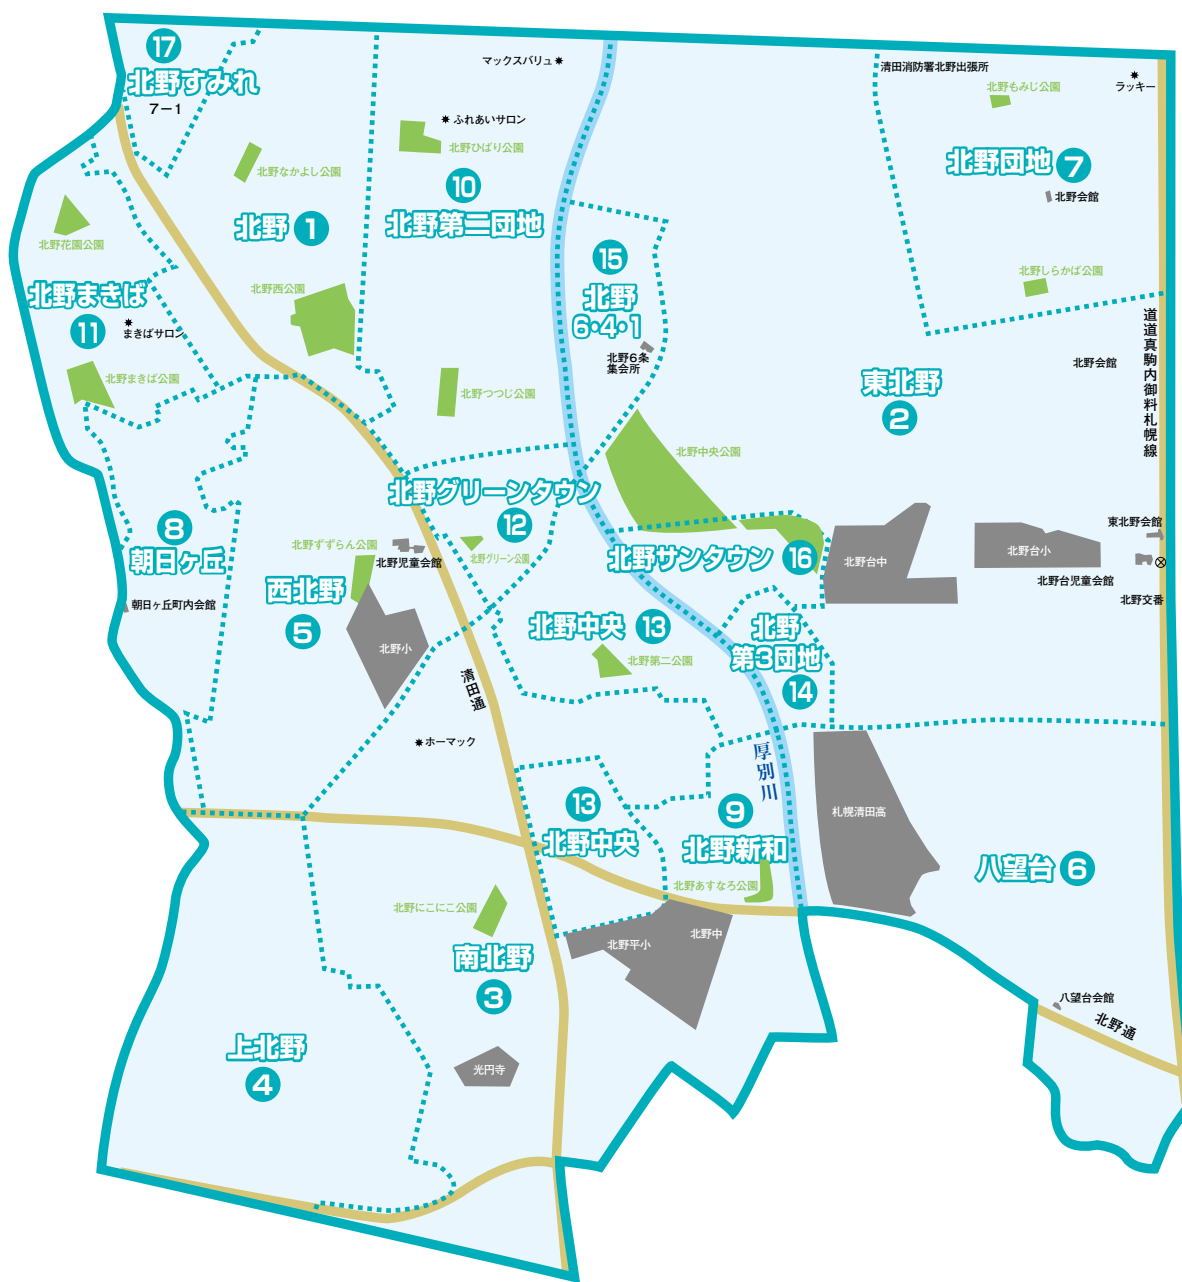 17
北野すみれ
7－1
マックスバリュ
清田消防署北野出張所
ラッキー
北野もみじ公園
ふれあいサロン
北野ひばり公園
北野なかよし公園
北野団地 7
北野会館
10
北野第二団地
北野 1
北野花園公園
15
北野
6・4・1
北野しらかば公園
北野西公園
北野まきば
11
まきばサロン
道道真駒内御料札幌線
北野6条
集会所
北野会館
北野まきば公園
東北野
2
北野つつじ公園
北野中央公園
北野グリーンタウン
12
8
朝日ヶ丘
北野ずずらん公園
北野児童会館
北野グリーン公園
北野サンタウン 16
北野台中
北野台小
東北野会館
北野台児童会館
北野交番
朝日ヶ丘町内会館
西北野
5
北野小
北野中央 13
北野
第3団地
14
北野第二公園
清田通
ホーマック
厚別川
13
北野中央
9
北野新和
札幌清田高
八望台 6
北野あすなろ公園
北野にこにこ公園
北野平小
北野中
南北野
3
八望台会館
北野通
上北野
4
光円寺